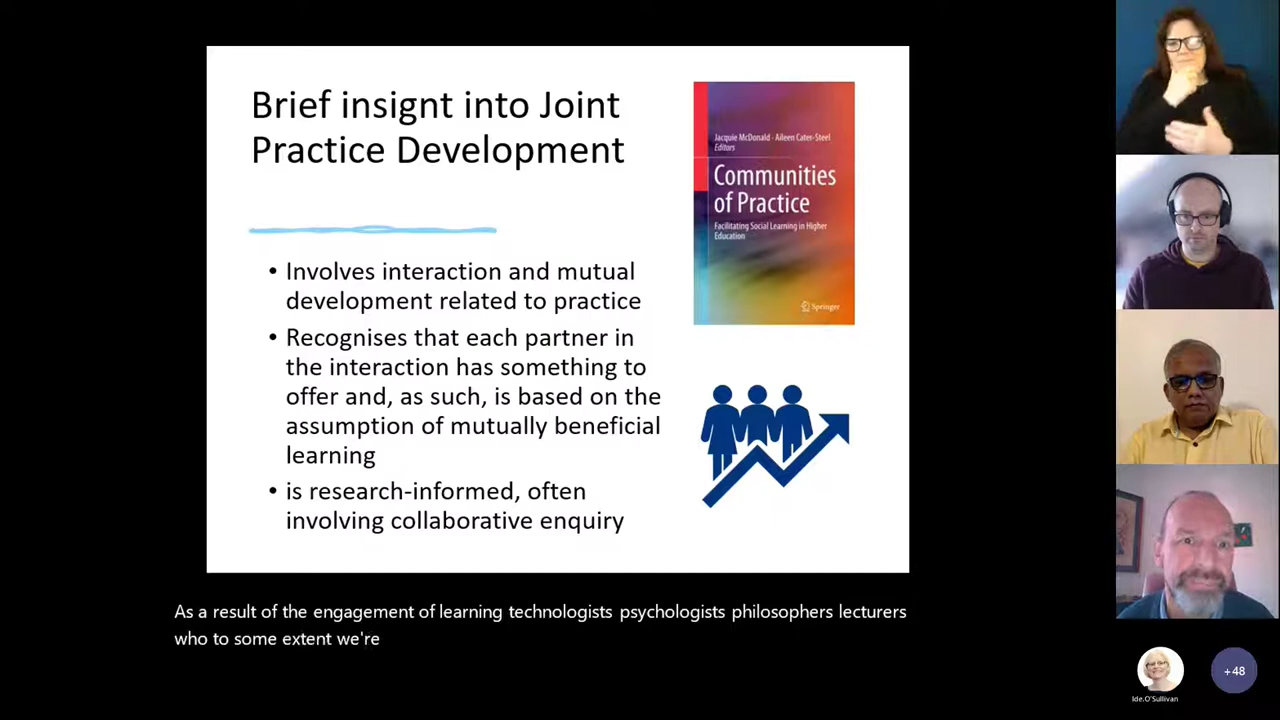 Brief insignt into Joint
Practice Development
• Involves interaction and mutual
development related to practice
• Recognises that each partner in
the interaction has something to
offer and, as such, is based on the
assumption of mutually beneficial
learning
• is research-informed, often
involving collaborative enquiry
Jacquie McDonald · Aileen Cater-Steel
Editors
Communities
of Practice
Facilitating Social Learning in Higher
Education
Springer
As a result of the engagement of learning technologists psychologists philosophers lecturers
who to some extent we're
Ide.O'Sullivan
+48